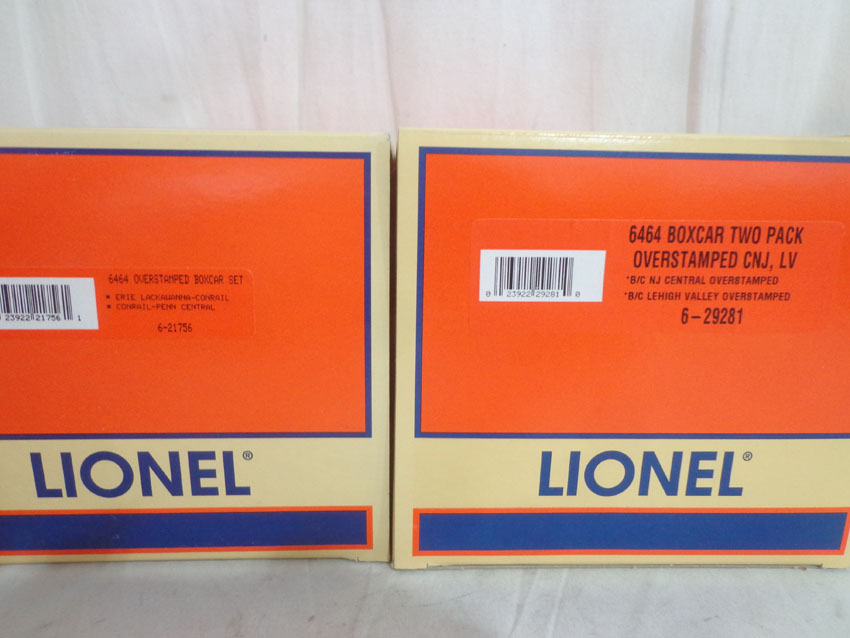 6464 OVERSTAMPED BOXCAR SET
* ERIE LACKAWANNA-CONRAIL
* CONRAIL-PENN CENTRAL
6-21756
23922 21756 1
LIONEL®
6464 BOXCAR TWO PACK
OVERSTAMPED CNJ, LV
*B/C NJ CENTRAL OVERSTAMPED
*B/C LEHIGH VALLEY OVERSTAMPED
6-29281
0 23922 29281 0
LIONEL®